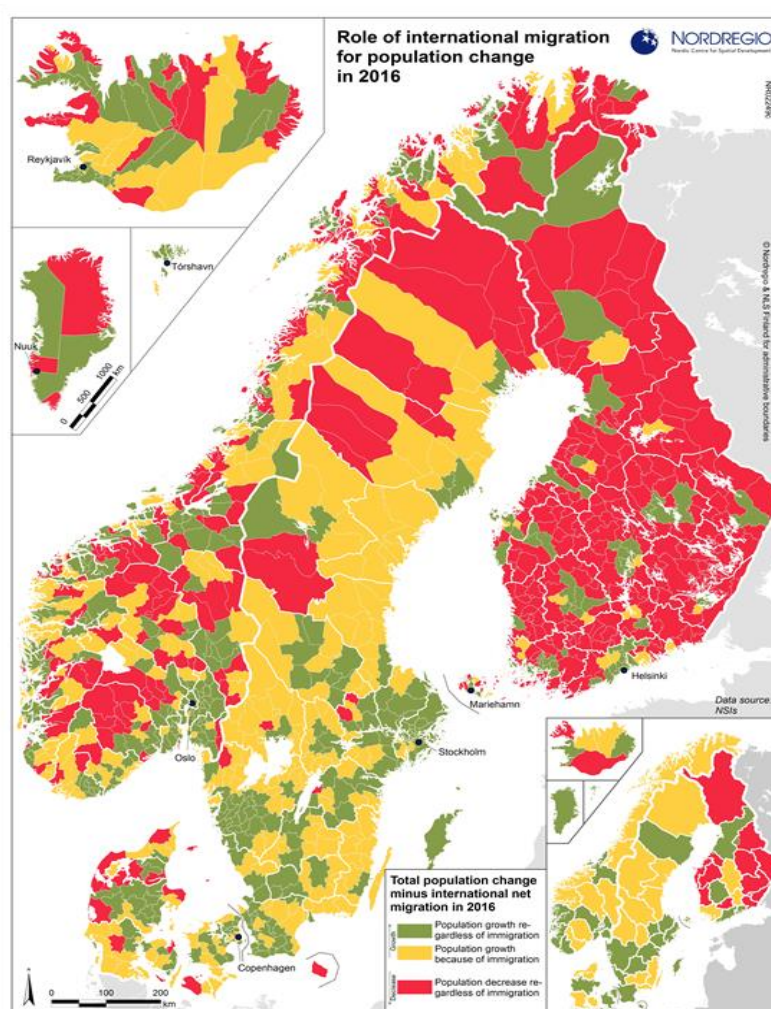 Role of international migration
for population change
in 2016
NORDREGIO
Nordic Centre for Spatial Development
Reykjavík
Tórshavn
Nuuk
0 500 1000
km
© Nordregio & NLS Finland for administrative boundaries
Helsinki
Mariehamn
Data source:
NSIs
Oslo
Stockholm
Copenhagen
Total population change
minus international net
migration in 2016
Growth
Population growth re-
gardless of immigration
Population growth
because of immigration
Decrease
Population decrease re-
gardless of immigration
0 100 200
km